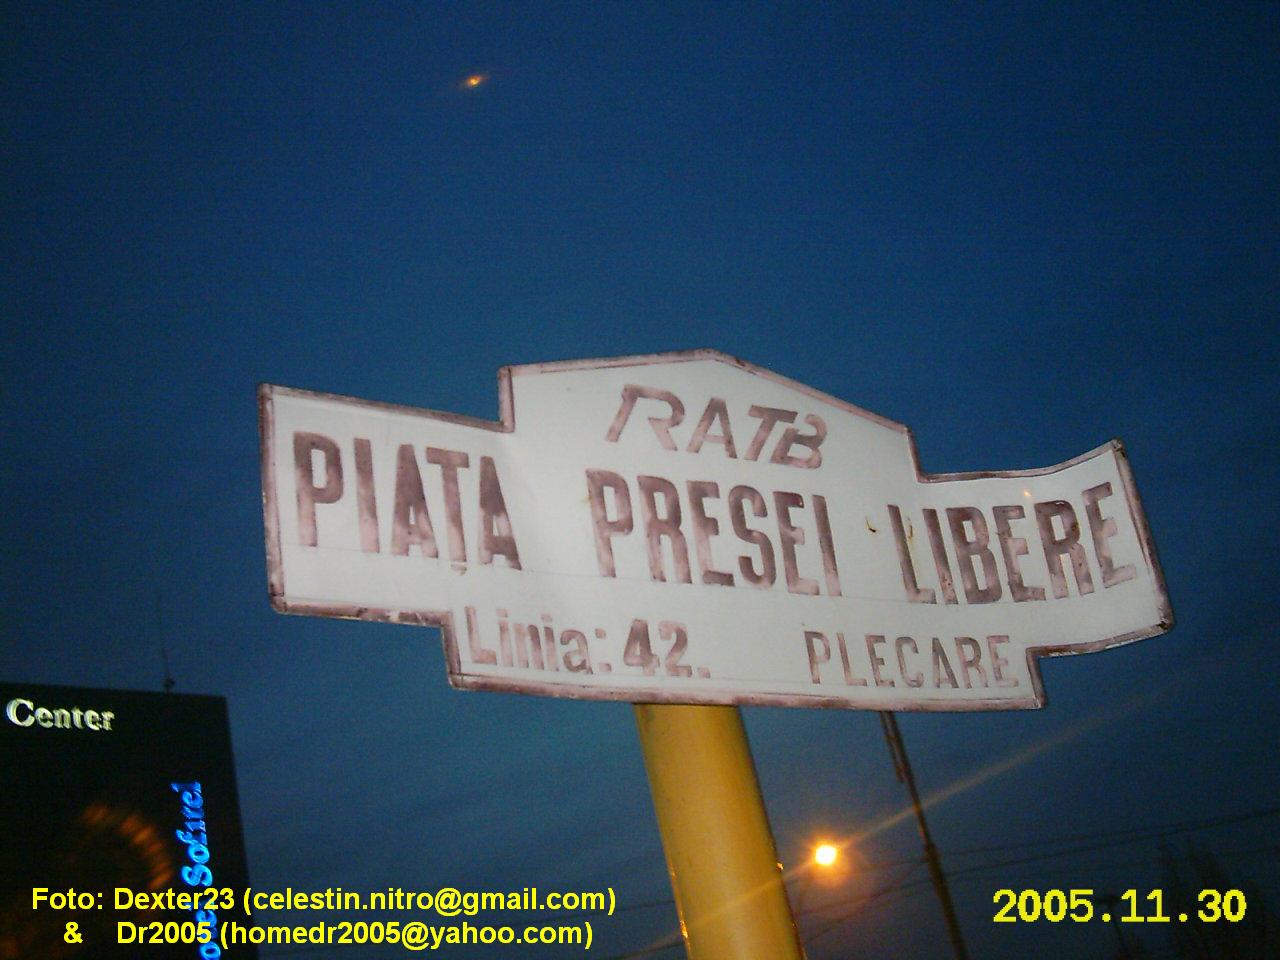 RATB
PIAȚA PRESEI LIBERE
Linia: 42. PLECARE
Center
Sofitel
Foto: Dexter23 (celestin.nitro@gmail.com)
& Dr2005 (homedr2005@yahoo.com)
2005.11.30